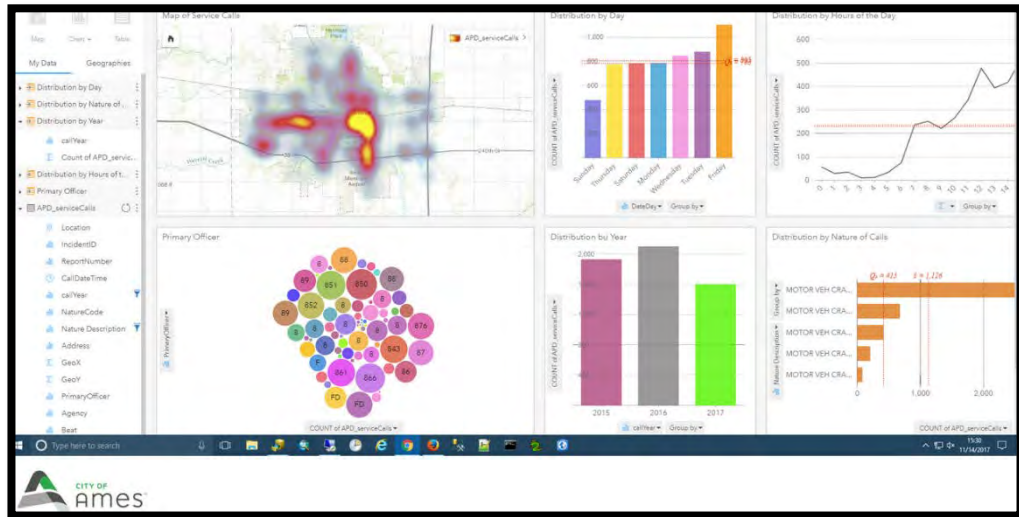 Map of Service Calls
Distribution by Day
Distribution by Hours of the Day
Map
Chart
Table
My Data
Geographies
APD_serviceCalls
Distribution by Day
Distribution by Nature of...
Distribution by Year
callYear
Count of APD_servic...
Distribution by Hours of t...
Primary Officer
APD_serviceCalls
Location
IncidentID
ReportNumber
CallDateTime
callYear
NatureCode
Nature Description
Address
GeoX
GeoY
PrimaryOfficer
Agency
Beat
COUNT of APD_serviceCalls
1,000
800
600
400
Sunday
Thursday
Saturday
Monday
Wednesday
Tuesday
Friday
DateDay
Group by
600
500
400
300
200
100
0
0 1 2 3 4 5 6 7 8 9 10 11 12 13 14
Group by
Primary Officer
PrimaryOfficer
88
89
851
850
88
852
89
876
843
87
861
866
86
F
FD
FD
COUNT of APD_serviceCalls
Distribution by Year
COUNT of APD_serviceCalls
2,000
2015
2016
2017
callYear
Group by
Distribution by Nature of Calls
Group by
Nature Description
MOTOR VEH CRA...
MOTOR VEH CRA...
MOTOR VEH CRA...
MOTOR VEH CRA...
MOTOR VEH CRA...
0
1,000
2,000
COUNT of APD_serviceCalls
Type here to search
15:30
11/14/2017
CITY OF
Ames